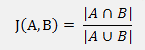 J(A,B) = |A ∩ B| / |A ∪ B|